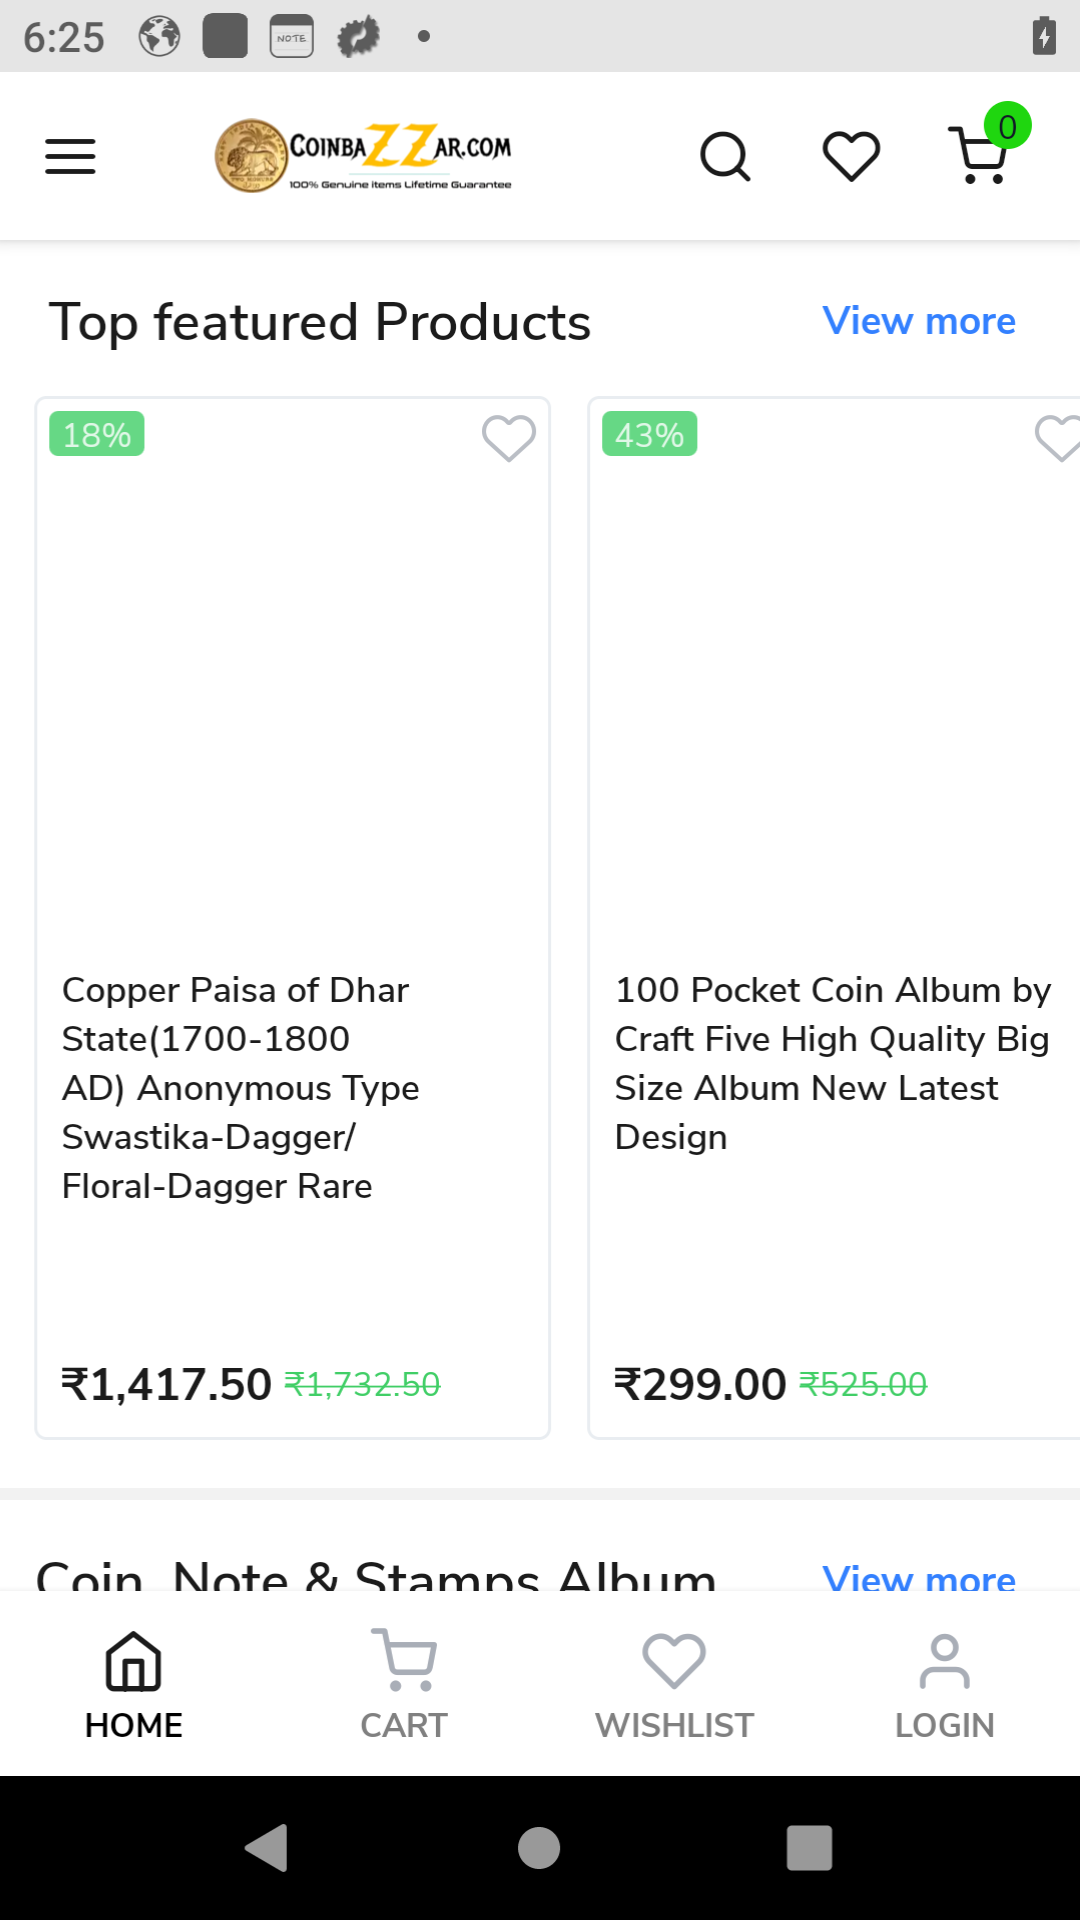 6:25
NOTE
COINBAZZAR.COM
100% Genuine items Lifetime Guarantee
0
Top featured Products
View more
18%
43%
Copper Paisa of Dhar
State(1700-1800
AD) Anonymous Type
Swastika-Dagger/
Floral-Dagger Rare
₹1,417.50 ₹1,732.50
100 Pocket Coin Album by
Craft Five High Quality Big
Size Album New Latest
Design
₹299.00 ₹525.00
Coin, Note & Stamps Album
View more
HOME
CART
WISHLIST
LOGIN